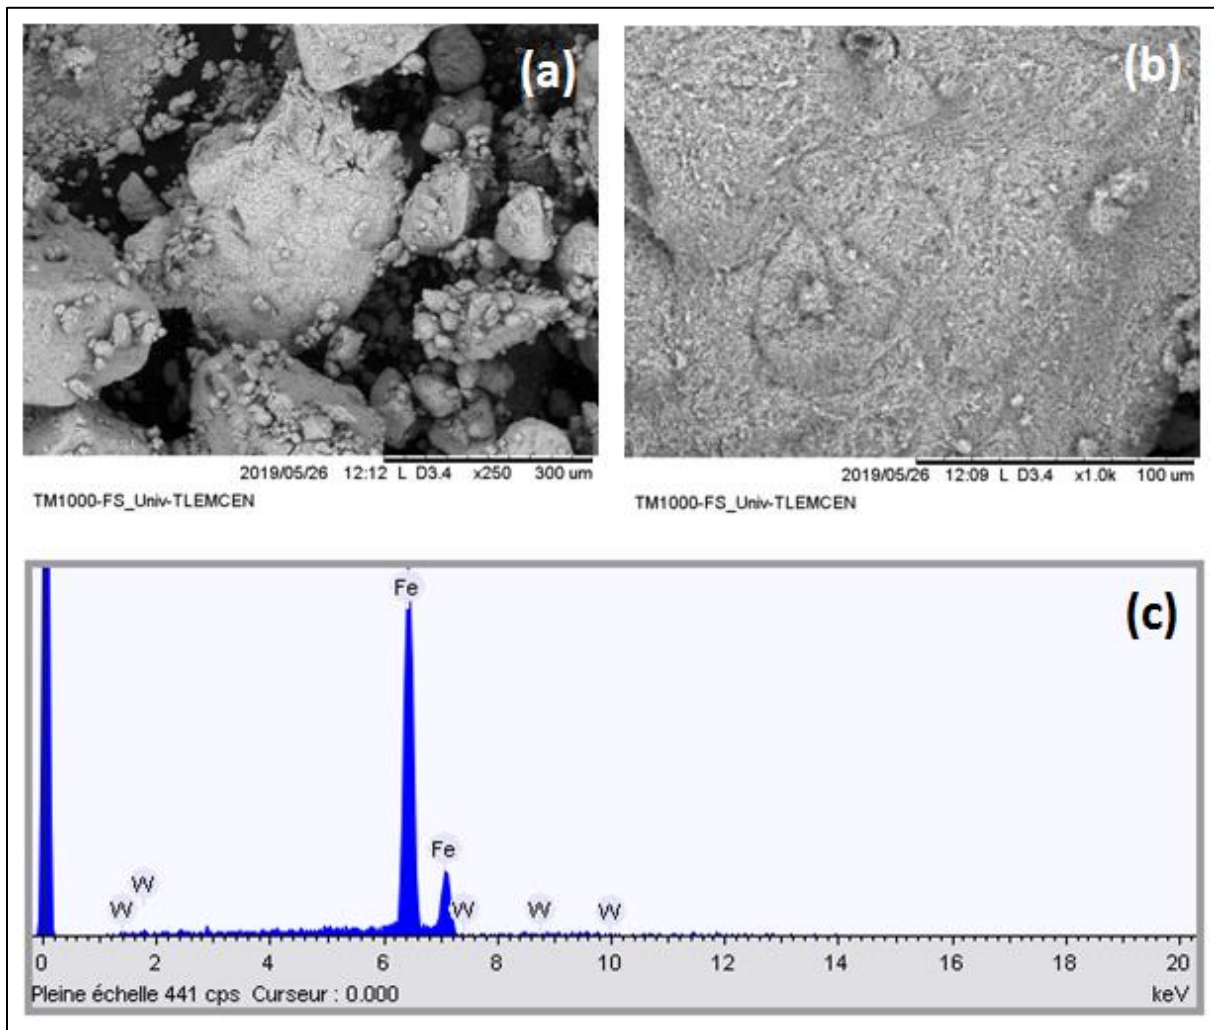 (a)
2019/05/26 12:12 L D3.4 x250 300 um
TM1000-FS_Univ-TLEMCEN
(b)
2019/05/26 12:09 L D3.4 x1.0k 100 um
TM1000-FS_Univ-TLEMCEN
(c)
Fe
Fe
W
W
W
W
W
0 2 4 6 8 10 12 14 16 18 20
Pleine échelle 441 cps Curseur : 0.000 keV